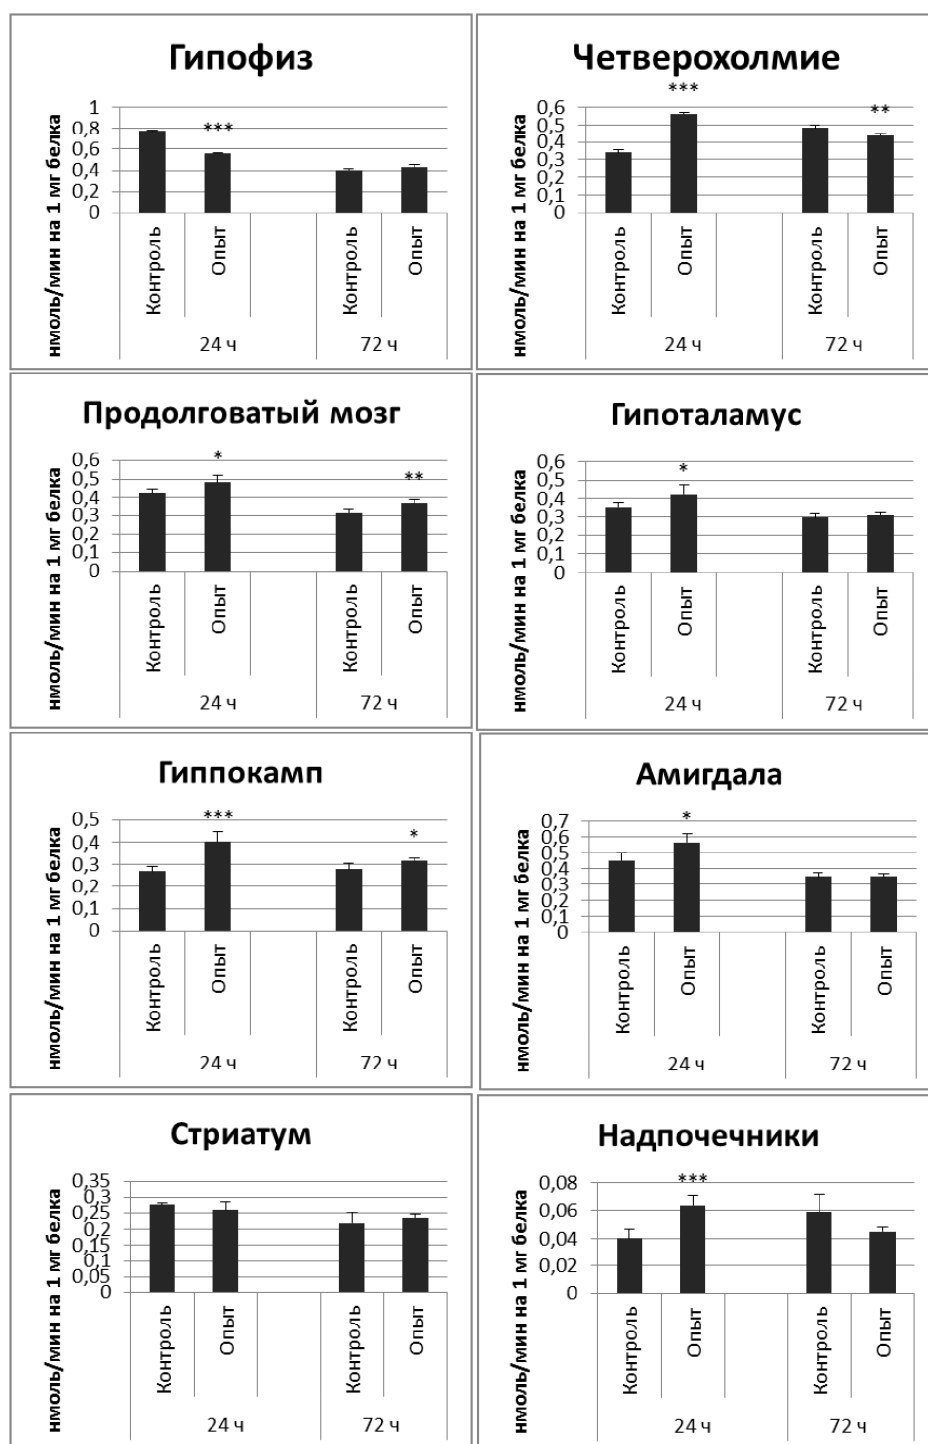 Гипофиз
нмоль/мин на 1 мг белка
1
0,8
0,6
0,4
0,2
0
***
Контроль
Опыт
Контроль
Опыт
24 ч
72 ч
Четверохолмие
нмоль/мин на 1 мг белка
0,6
0,5
0,4
0,3
0,2
0,1
0
***
**
Контроль
Опыт
Контроль
Опыт
24 ч
72 ч
Продолговатый мозг
нмоль/мин на 1 мг белка
0,6
0,5
0,4
0,3
0,2
0,1
0
*
**
Контроль
Опыт
Контроль
Опыт
24 ч
72 ч
Гипоталамус
нмоль/мин на 1 мг белка
0,6
0,5
0,4
0,3
0,2
0,1
0
*
Контроль
Опыт
Контроль
Опыт
24 ч
72 ч
Гиппокамп
нмоль/мин на 1 мг белка
0,5
0,4
0,3
0,2
0,1
0
***
*
Контроль
Опыт
Контроль
Опыт
24 ч
72 ч
Амигдала
нмоль/мин на 1 мг белка
0,7
0,6
0,5
0,4
0,3
0,2
0,1
0
*
Контроль
Опыт
Контроль
Опыт
24 ч
72 ч
Стриатум
нмоль/мин на 1 мг белка
0,35
0,3
0,25
0,2
0,15
0,1
0,05
0
Контроль
Опыт
Контроль
Опыт
24 ч
72 ч
Надпочечники
нмоль/мин на 1 мг белка
0,08
0,06
0,04
0,02
0
***
Контроль
Опыт
Контроль
Опыт
24 ч
72 ч